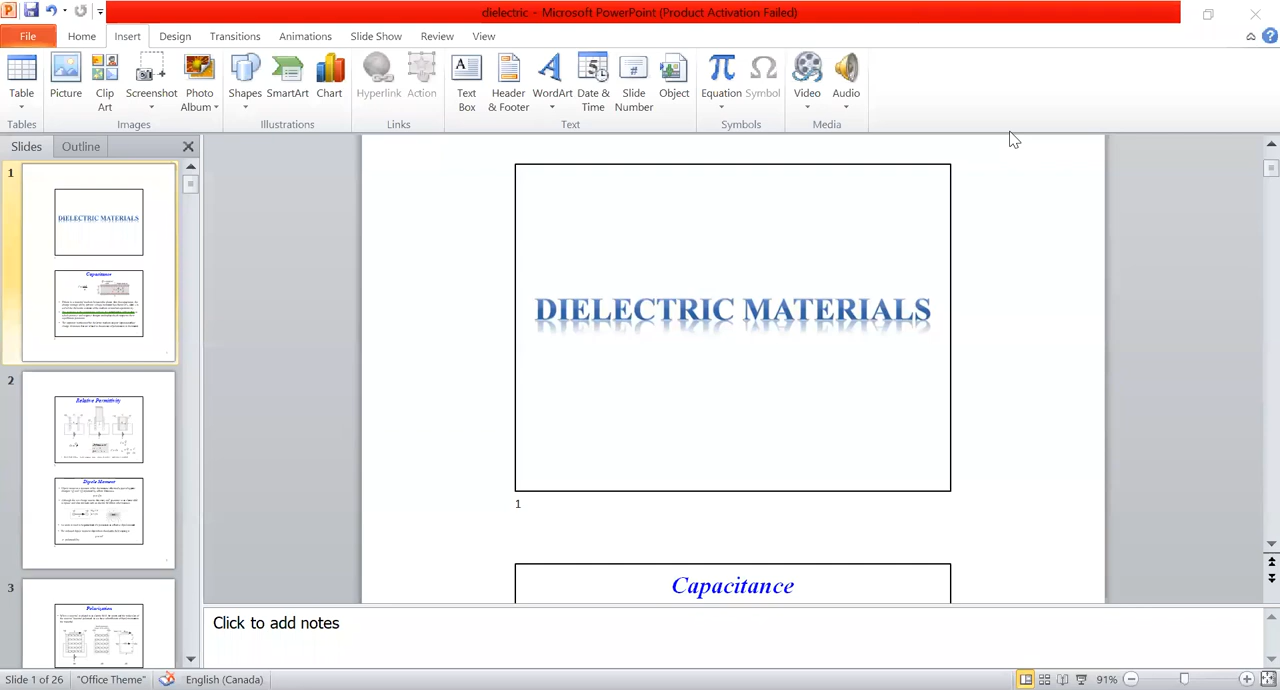 dielectric - Microsoft PowerPoint (Product Activation Failed)
File Home Insert Design Transitions Animations Slide Show Review View
Table Picture Clip Art Screenshot Photo Album Shapes SmartArt Chart Hyperlink Action Text Box Header & Footer WordArt Date & Time Slide Number Object Equation Symbol Video Audio
Tables Images Illustrations Links Text Symbols Media
Slides Outline
1
DIELECTRIC MATERIALS
Capacitance
2
Relative Permittivity
Dipole Moment
3
Polarization
DIELECTRIC MATERIALS
1
Capacitance
Click to add notes
Slide 1 of 26 "Office Theme" English (Canada) 91%